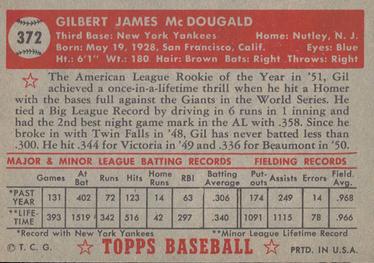 372
GILBERT JAMES McDOUGALD
Third Base: New York Yankees Home: Nutley, N. J.
Born: May 19, 1928, San Francisco, Calif. Eyes: Blue
Ht.: 6'1" Wt.: 180 Hair: Brown Bats: Right Throws: Right
The American League Rookie of the Year in '51, Gil
achieved a once-in-a-lifetime thrill when he hit a Homer
with the bases full against the Giants in the World Series. He
tied a Big League Record by driving in 6 runs in 1 inning and
had the 2nd best night game mark in the AL with .358. Since he
broke in with Twin Falls in '48, Gil has never batted less than
.300. He hit .344 for Victoria in '49 and .336 for Beaumont in '50.
MAJOR & MINOR LEAGUE BATTING RECORDS FIELDING RECORDS
Games At Bat Runs Hits Home Runs RBI Batting Average Put-outs Assists Errors Field. Avg.
*PAST YEAR 131 402 72 123 14 63 .306 174 249 14 .968
**LIFE-TIME 393 1519 342 516 42 297 .340 1091 1115 78 .966
*Record with New York Yankees **Minor League Lifetime Record
© T. C. G. TOPPS BASEBALL PRTD. IN U.S.A.